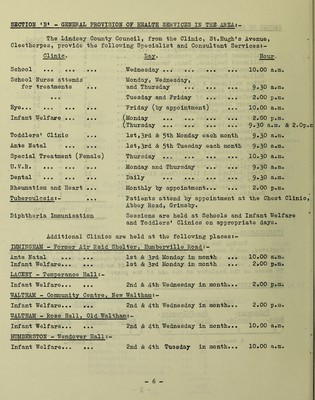 SECTION 'B' - GENERAL PROVISION OF HEALTH SERVICES IN THE AREA:-
The Lindsey County Council, from the Clinic, St.Hugh's Avenue,
Cleethorpes, provide the following Specialist and Consultant Services:-
Clinic. Day. Hour.
School ... ... ... Wednesday ... ... ... ... 10.00 a.m.
School Nurse attends Monday, Wednesday,
for treatments ... and Thursday ... ... ... 9.30 a.m.
... Tuesday and Friday ... ... 2.00 p.m.
Eye... ... ... ... Friday (by appointment) ... 10.00 a.m.
Infant Welfare ... ... (Monday ... ... ... ... 2.00 p.m.
(Thursday ... ... ... ... 9.30 a.m. & 2.0p.m
Toddlers' Clinic ... 1st,3rd & 5th Monday each month 9.30 a.m.
Ante Natal ... ... 1st,3rd & 5th Tuesday each month 9.30 a.m.
Special Treatment (Female) Thursday ... ... ... ... 10.30 a.m.
U.V.R. ... ... ... Monday and Thursday ... ... 9.30 a.m.
Dental ... ... ... Daily ... ... ... ... 9.30 a.m.
Rheumatism and Heart ... Monthly by appointment... ... 2.00 p.m.
Tuberculosis:- Patients attend by appointment at the Chest Clinic,
Abbey Road, Grimsby.
Diphtheria Immunisation Sessions are held at Schools and Infant Welfare
and Toddlers' Clinics on appropriate days.
Additional Clinics are held at the following places:-
IMMINGHAM - Former Air Raid Shelter, Humberville Road:-
Ante Natal ... ... 1st & 3rd Monday in month ... 10.00 a.m.
Infant Welfare... ... 1st & 3rd Monday in month ... 2.00 p.m.
LACEBY - Temperance Hall:-
Infant Welfare... ... 2nd & 4th Wednesday in month... 2.00 p.m.
WALTHAM - Community Centre, New Waltham:-
Infant Welfare... ... 2nd & 4th Wednesday in month... 2.00 p.m.
WALTHAM - Rose Hall, Old Waltham:-
Infant Welfare... ... 2nd & 4th Wednesday in month... 10.00 a.m.
HUMBERSTON - Wendover Hall:-
Infant Welfare... ... 2nd & 4th Tuesday in month... 10.00 a.m.
- 6 -